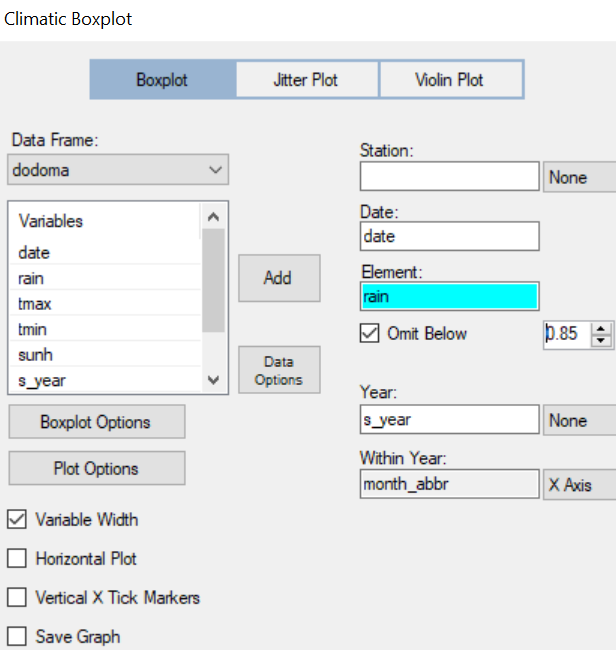 Climatic Boxplot
Boxplot
Jitter Plot
Violin Plot
Data Frame:
dodoma
Variables
date
rain
tmax
tmin
sunh
s_year
Add
Data
Options
Boxplot Options
Plot Options
Variable Width
Horizontal Plot
Vertical X Tick Markers
Save Graph
Station:
None
Date:
date
Element:
rain
Omit Below
0.85
Year:
s_year
None
Within Year:
month_abbr
X Axis